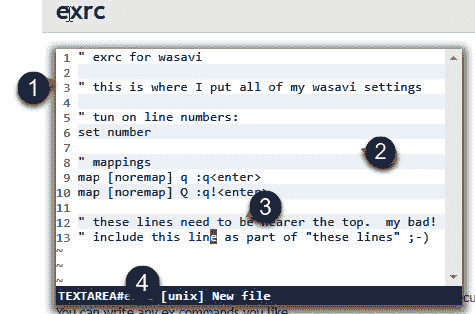 exrc
1 " exrc for wasavi
2
3 " this is where I put all of my wasavi settings
4
5 " tun on line numbers:
6 set number
7
8 " mappings
9 map [noremap] q :q<enter>
10 map [noremap] Q :q!<enter>
11
12 " these lines need to be nearer the top.  my bad!
13 " include this line as part of "these lines" ;-)
~
~
~
TEXTAREA# [unix] New file
You can write any ex commands you like
1
2
3
4